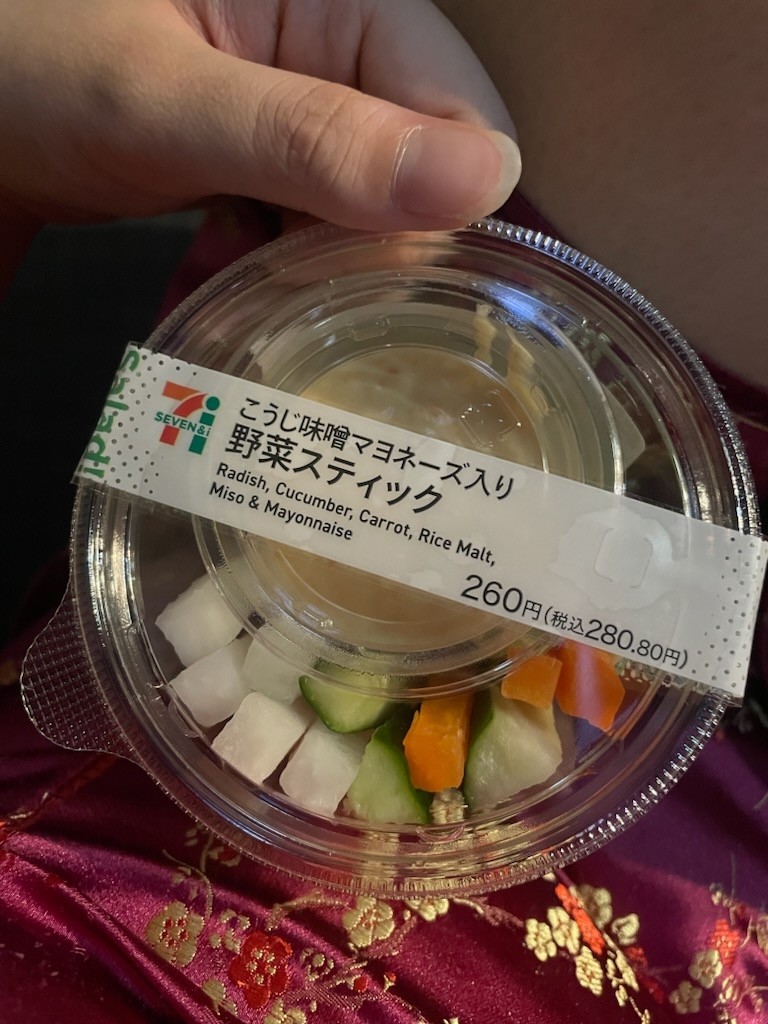 salad
SEVEN&i
こうじ味噌マヨネーズ入り
野菜スティック
Radish, Cucumber, Carrot, Rice Malt,
Miso & Mayonnaise
260円(税込280.80円)